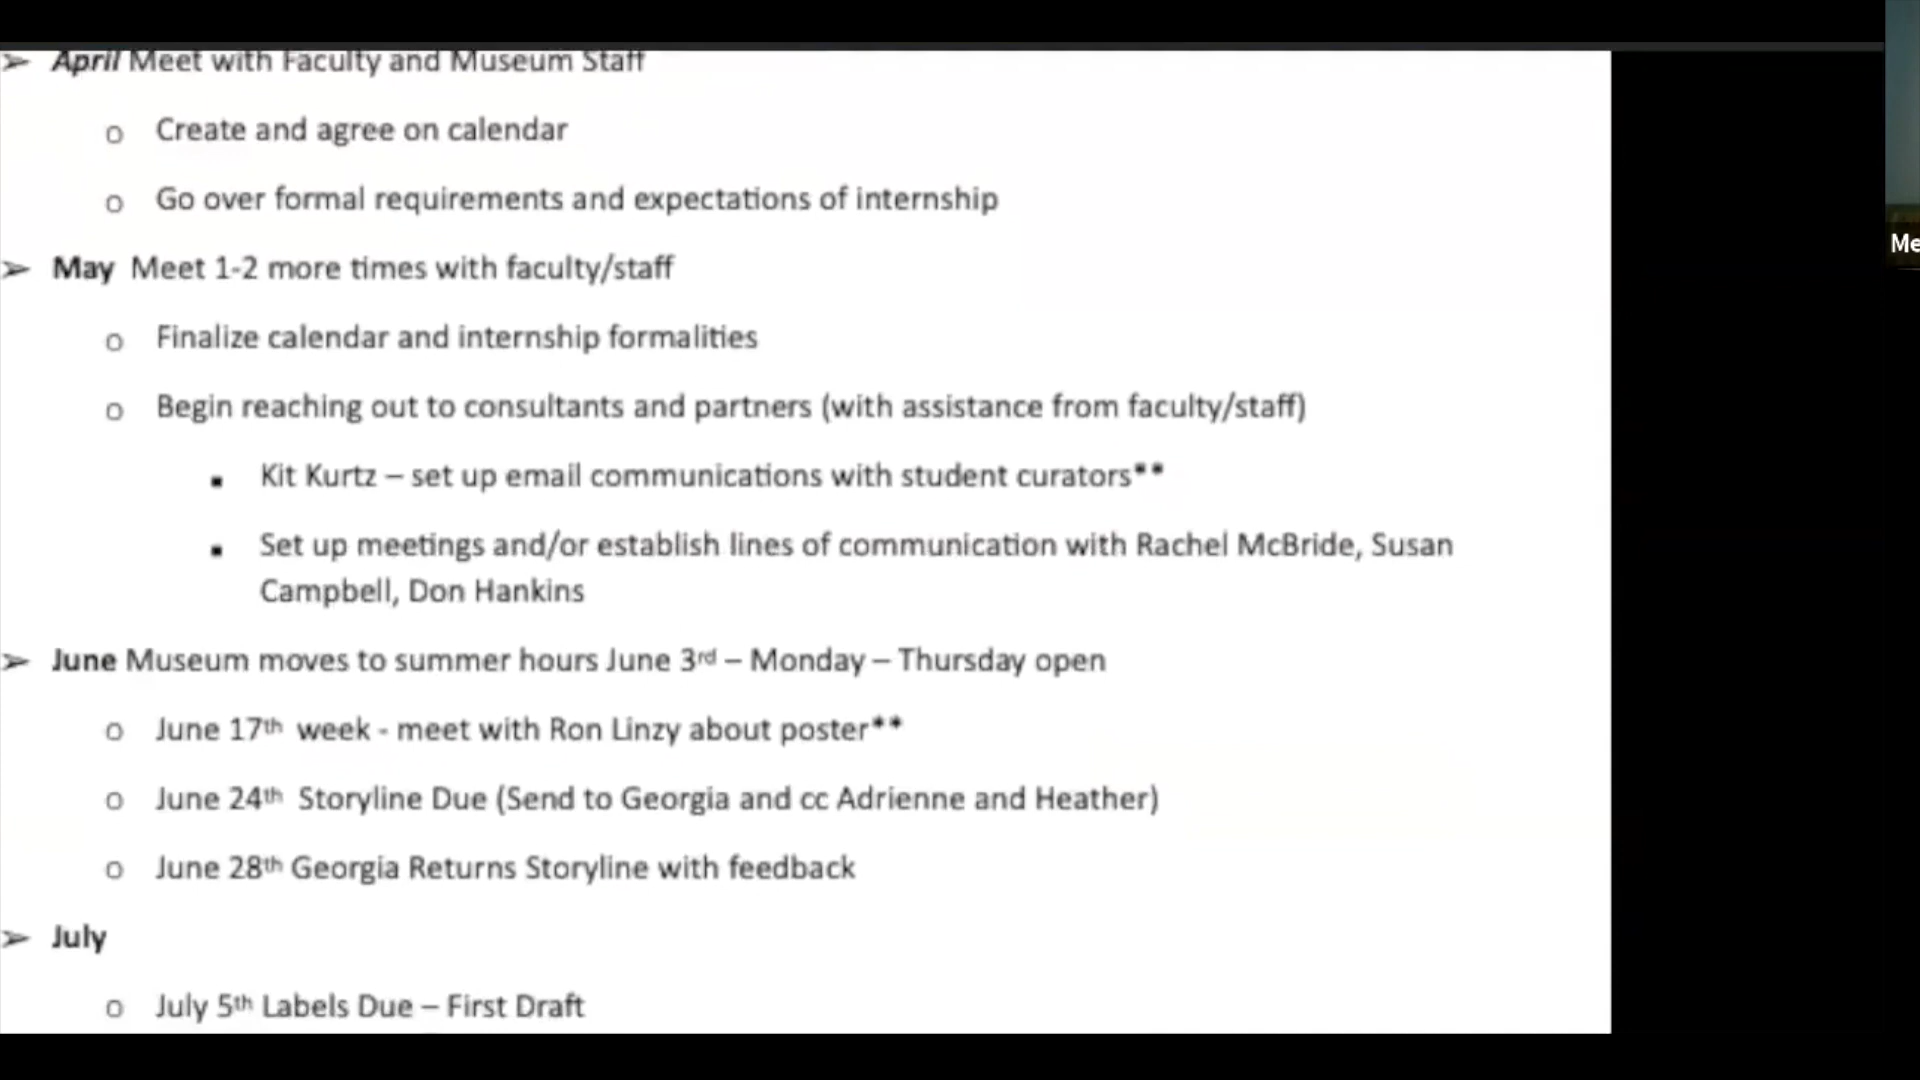 ➢ April Meet with Faculty and Museum Staff
o Create and agree on calendar
o Go over formal requirements and expectations of internship
➢ May Meet 1-2 more times with faculty/staff
o Finalize calendar and internship formalities
o Begin reaching out to consultants and partners (with assistance from faculty/staff)
▪ Kit Kurtz – set up email communications with student curators**
▪ Set up meetings and/or establish lines of communication with Rachel McBride, Susan
Campbell, Don Hankins
➢ June Museum moves to summer hours June 3rd – Monday – Thursday open
o June 17th week - meet with Ron Linzy about poster**
o June 24th Storyline Due (Send to Georgia and cc Adrienne and Heather)
o June 28th Georgia Returns Storyline with feedback
➢ July
o July 5th Labels Due – First Draft
Me